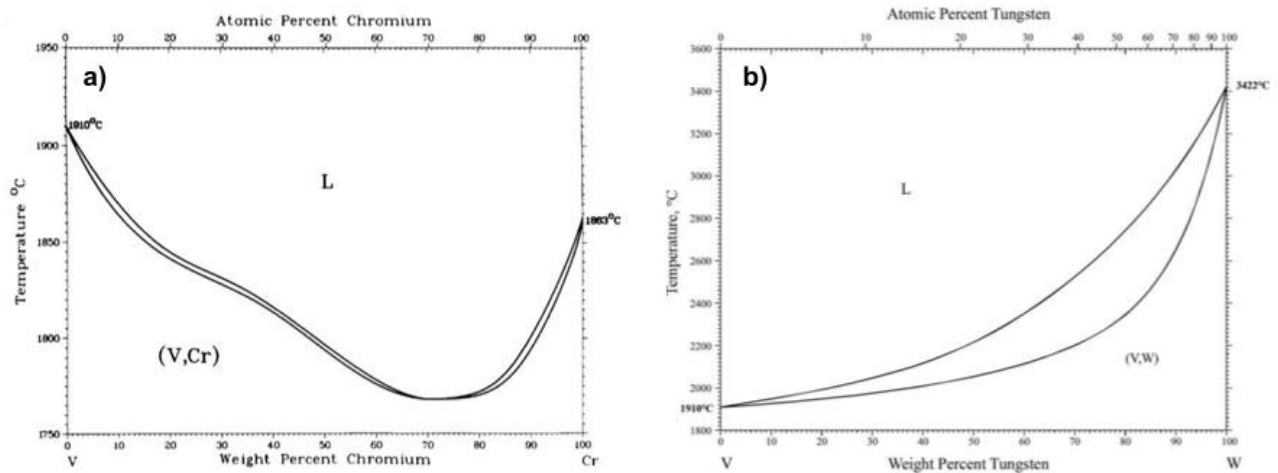 Atomic Percent Chromium
0 10 20 30 40 50 60 70 80 90 100
1950
1900
1850
1800
1750
Temperature °C
a)
1910°C
L
1863°C
(V,Cr)
0 10 20 30 40 50 60 70 80 90 100
V Weight Percent Chromium Cr
Atomic Percent Tungsten
0 10 20 30 40 50 60 70 80 90 100
3600
3400
3200
3000
2800
2600
2400
2200
2000
1800
Temperature, °C
b)
3422°C
L
(V,W)
1910°C
0 10 20 30 40 50 60 70 80 90 100
V Weight Percent Tungsten W